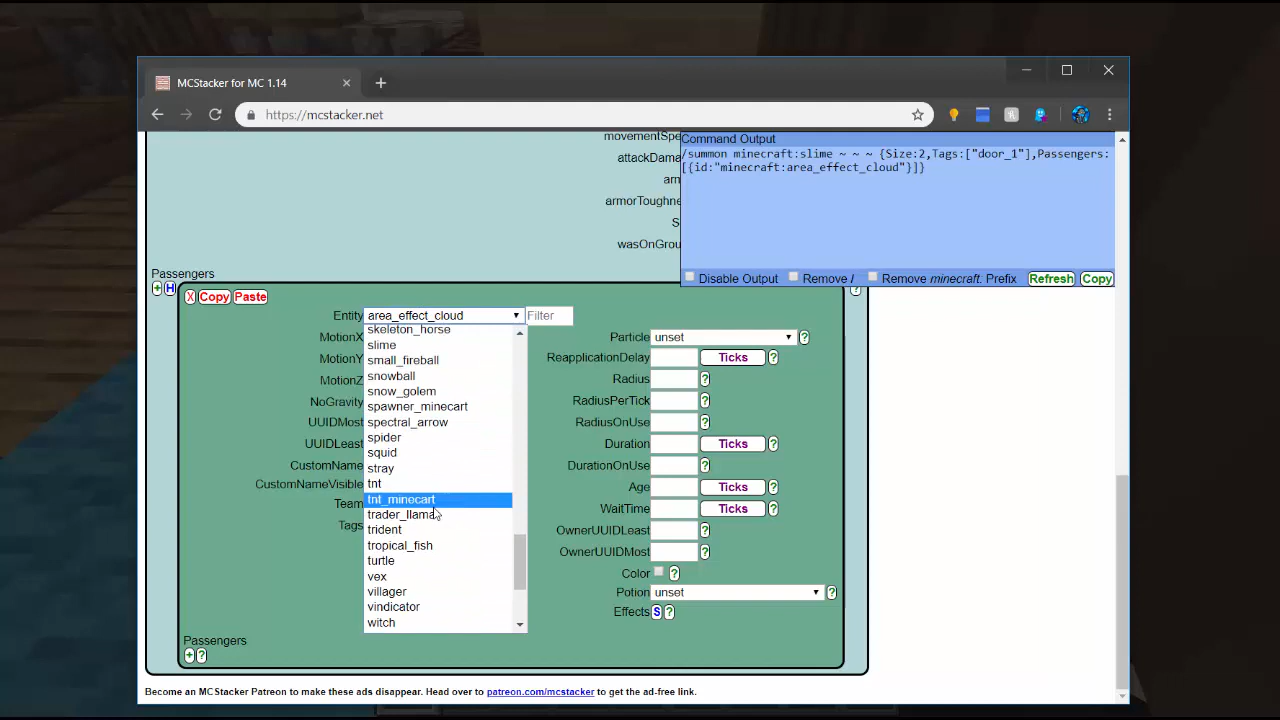 MCStacker for MC 1.14
https://mcstacker.net
movementSpe
attackDama
arm
armorToughne
S
wasOnGrou
Command Output
/summon minecraft:slime ~ ~ ~ {Size:2,Tags:["door_1"],Passengers:
[{id:"minecraft:area_effect_cloud"}]}
Disable Output
Remove /
Remove minecraft: Prefix
Refresh
Copy
Passengers
+ H
X Copy Paste
?
Entity area_effect_cloud Filter
MotionX
MotionY
MotionZ
NoGravity
UUIDMost
UUIDLeast
CustomName
CustomNameVisible
Team
Tags
skeleton_horse
slime
small_fireball
snowball
snow_golem
spawner_minecart
spectral_arrow
spider
squid
stray
tnt
tnt_minecart
trader_llama
trident
tropical_fish
turtle
vex
villager
vindicator
witch
Particle unset ?
ReapplicationDelay Ticks ?
Radius ?
RadiusPerTick ?
RadiusOnUse ?
Duration Ticks ?
DurationOnUse ?
Age Ticks ?
WaitTime Ticks ?
OwnerUUIDLeast ?
OwnerUUIDMost ?
Color ?
Potion unset ?
Effects S ?
Passengers
+ ?
Become an MCStacker Patreon to make these ads disappear. Head over to patreon.com/mcstacker to get the ad-free link.